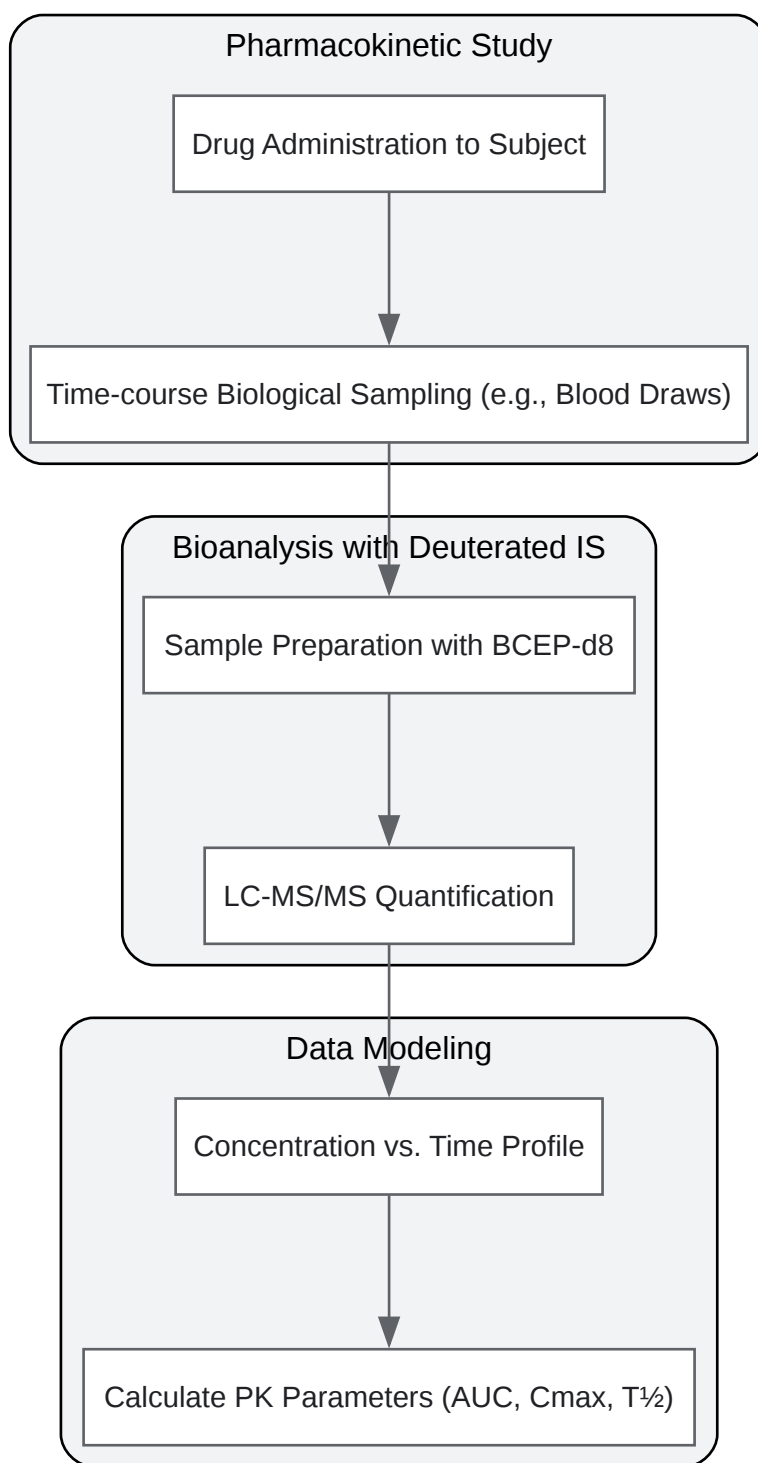 Pharmacokinetic Study
Drug Administration to Subject
Time-course Biological Sampling (e.g., Blood Draws)
Bioanalysis with Deuterated IS
Sample Preparation with BCEP-d8
LC-MS/MS Quantification
Data Modeling
Concentration vs. Time Profile
Calculate PK Parameters (AUC, Cmax, T½)